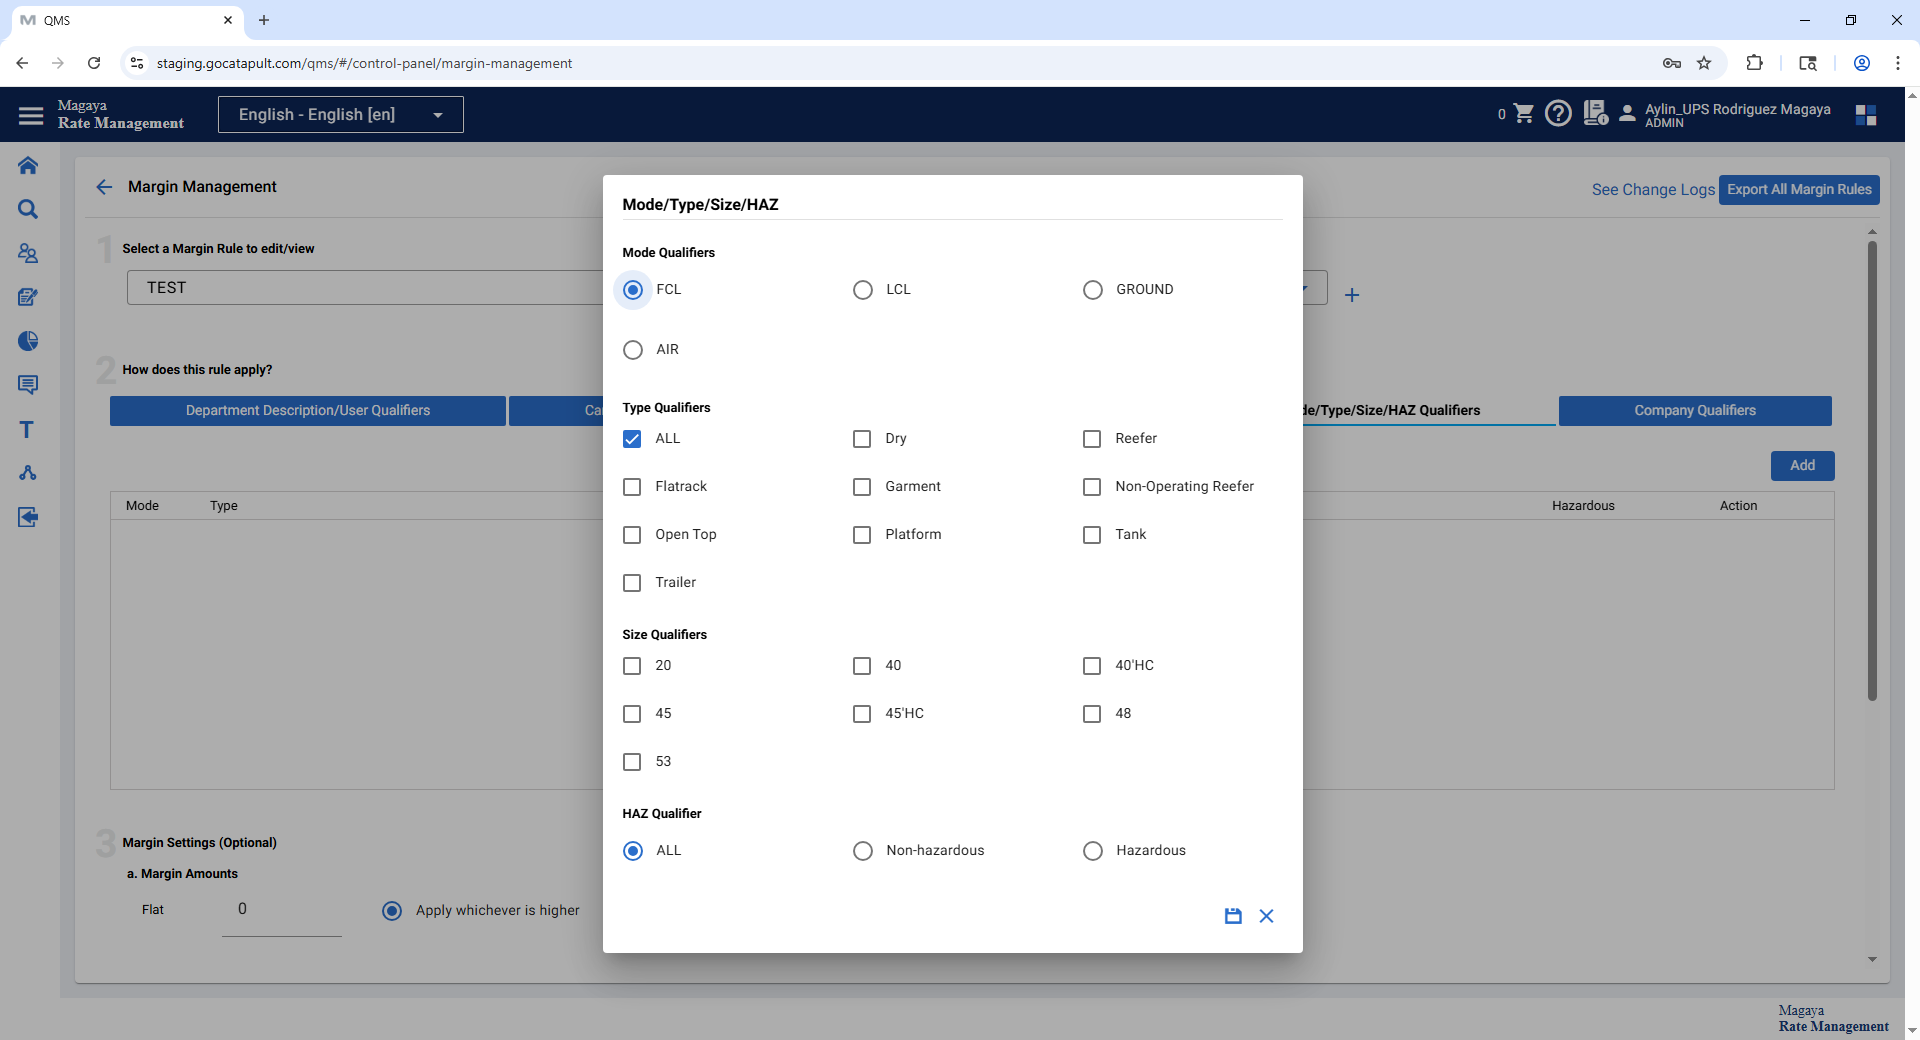 QMS
staging.gocatapult.com/qms/#/control-panel/margin-management
Magaya
Rate Management
English - English [en]
0
Aylin_UPS Rodriguez Magaya
ADMIN
Margin Management
See Change Logs
Export All Margin Rules
1
Select a Margin Rule to edit/view
TEST
2
How does this rule apply?
Department Description/User Qualifiers
Ca
de/Type/Size/HAZ Qualifiers
Company Qualifiers
Add
Mode
Type
Hazardous
Action
3
Margin Settings (Optional)
a. Margin Amounts
Flat
0
Apply whichever is higher
Mode/Type/Size/HAZ
Mode Qualifiers
FCL
LCL
GROUND
AIR
Type Qualifiers
ALL
Dry
Reefer
Flatrack
Garment
Non-Operating Reefer
Open Top
Platform
Tank
Trailer
Size Qualifiers
20
40
40'HC
45
45'HC
48
53
HAZ Qualifier
ALL
Non-hazardous
Hazardous
Magaya
Rate Management